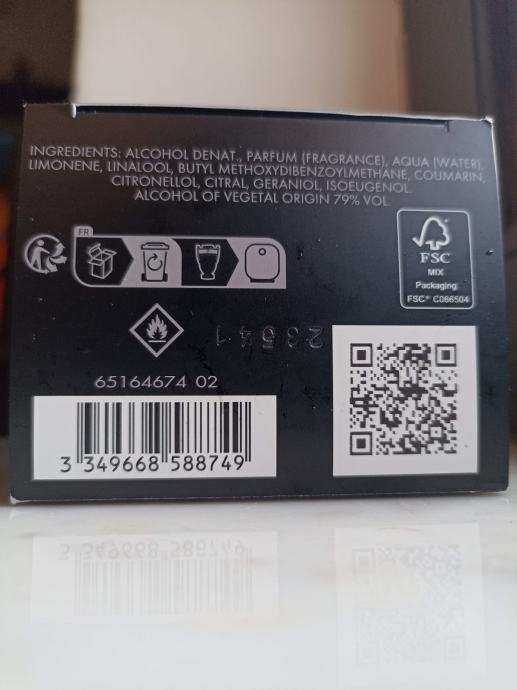 INGREDIENTS: ALCOHOL DENAT., PARFUM (FRAGRANCE), AQUA (WATER),
LIMONENE, LINALOOL, BUTYL METHOXYDIBENZOYLMETHANE, COUMARIN,
CITRONELLOL, CITRAL, GERANIOL, ISOEUGENOL.
ALCOHOL OF VEGETAL ORIGIN 79% VOL.
FR
FSC
MIX
Packaging
FSC® C066504
65164674 02
3 349668 588749